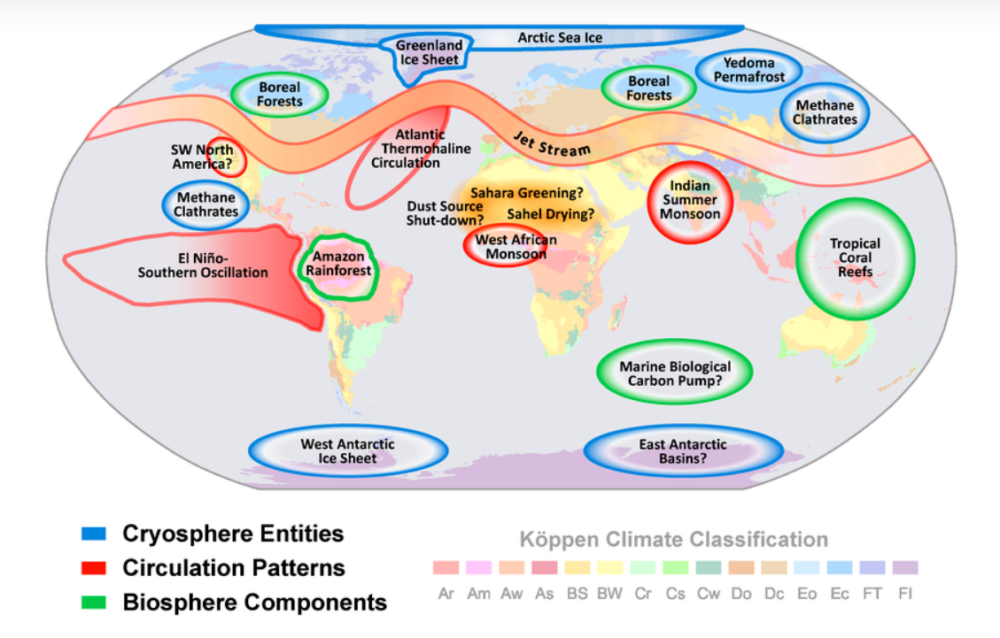 Arctic Sea Ice
Greenland
Ice Sheet
Yedoma
Permafrost
Boreal
Forests
Boreal
Forests
Methane
Clathrates
Jet Stream
Atlantic
Thermohaline
Circulation
SW North
America?
Methane
Clathrates
Sahara Greening?
Dust Source
Shut-down?
Sahel Drying?
West African
Monsoon
Indian
Summer
Monsoon
El Niño-
Southern Oscillation
Amazon
Rainforest
Tropical
Coral
Reefs
Marine Biological
Carbon Pump?
West Antarctic
Ice Sheet
East Antarctic
Basins?
Cryosphere Entities
Circulation Patterns
Biosphere Components
Köppen Climate Classification
Ar Am Aw As BS BW Cr Cs Cw Do Dc Eo Ec FT FI